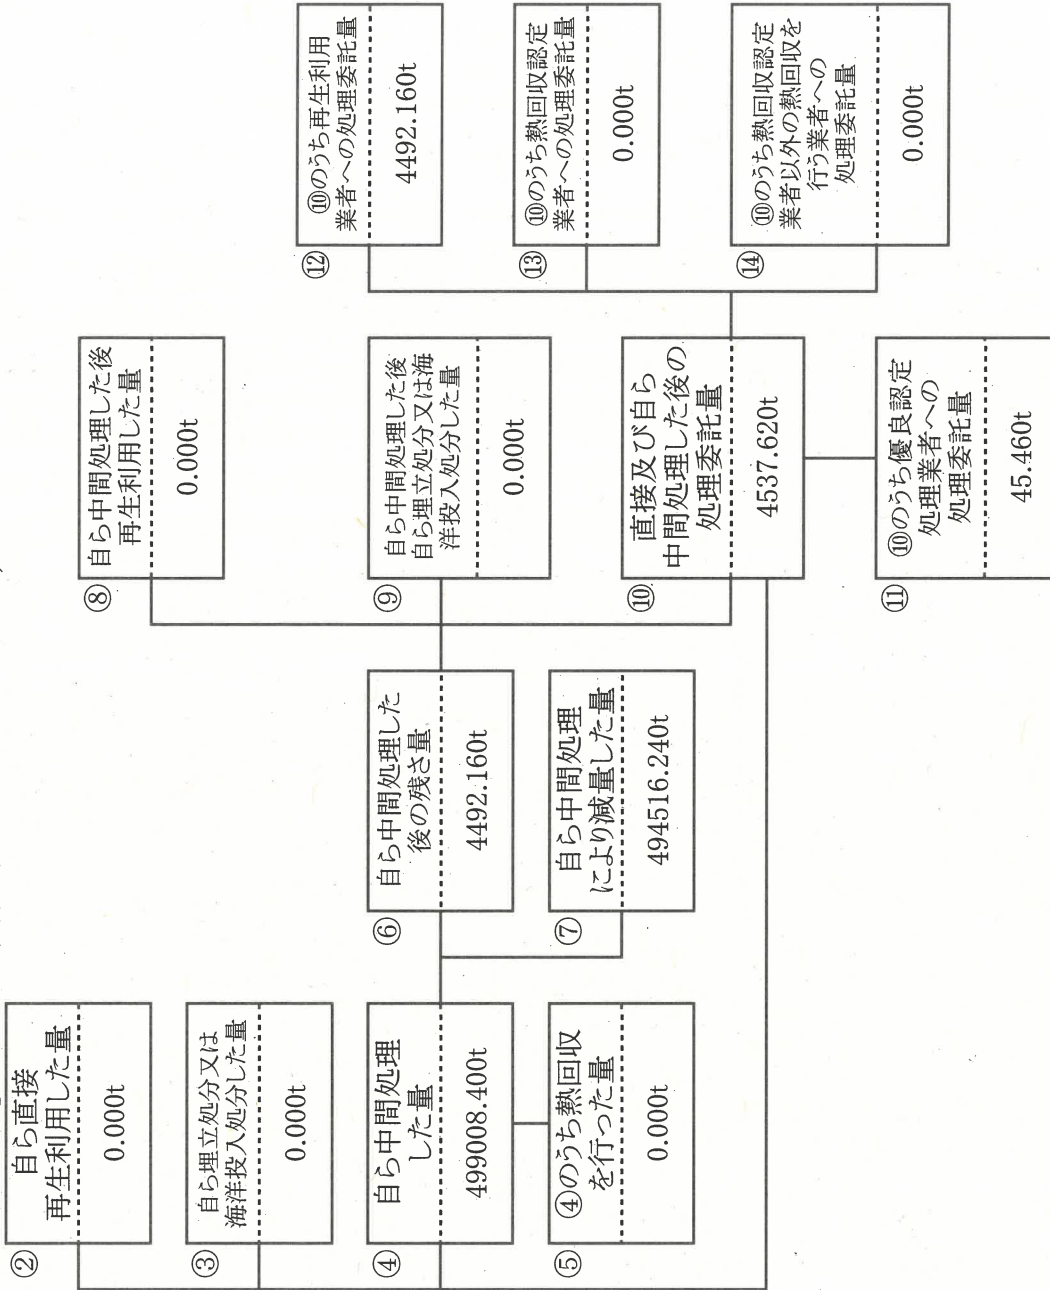 ②
自ら直接
再生利用した量
0.000t
③
自ら埋立処分又は
海洋投入処分した量
0.000t
④
自ら中間処理
した量
499008.400t
⑤
④のうち熱回収
を行った量
0.000t
⑥
自ら中間処理した
後の残さ量
4492.160t
⑦
自ら中間処理
により減量した量
494516.240t
⑧
自ら中間処理した後
再生利用した量
0.000t
⑨
自ら中間処理した後
自ら埋立処分又は海
洋投入処分した量
0.000t
⑩
直接及び自ら
中間処理した後の
処理委託量
4537.620t
⑪
⑩のうち優良認定
処理業者への
処理委託量
45.460t
⑫
⑩のうち再生利用
業者への処理委託量
4492.160t
⑬
⑩のうち熱回収認定
業者への処理委託量
0.000t
⑭
⑩のうち熱回収認定
業者以外の熱回収を
行う業者への
処理委託量
0.000t